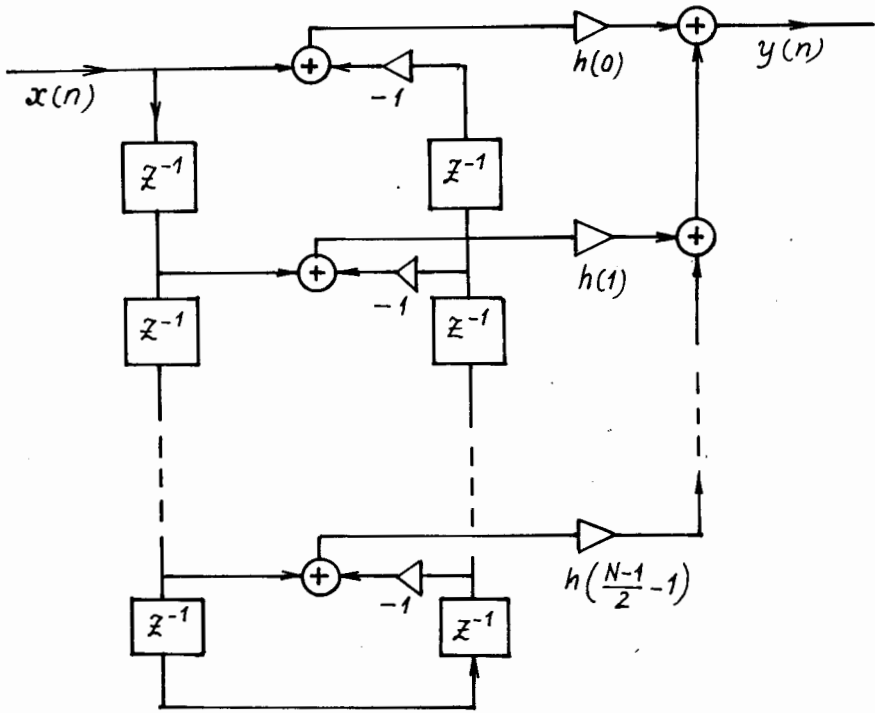 h(0)
y(n)
x(n)
-1
z⁻¹
z⁻¹
h(1)
-1
z⁻¹
z⁻¹
h(N-1/2 -1)
-1
z⁻¹
z⁻¹